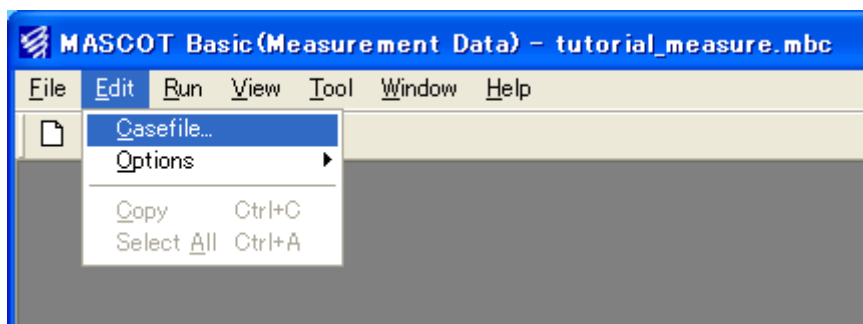 MASCOT Basic(Measurement Data) - tutorial_measure.mbc
File Edit Run View Tool Window Help
Casefile...
Options
Copy Ctrl+C
Select All Ctrl+A